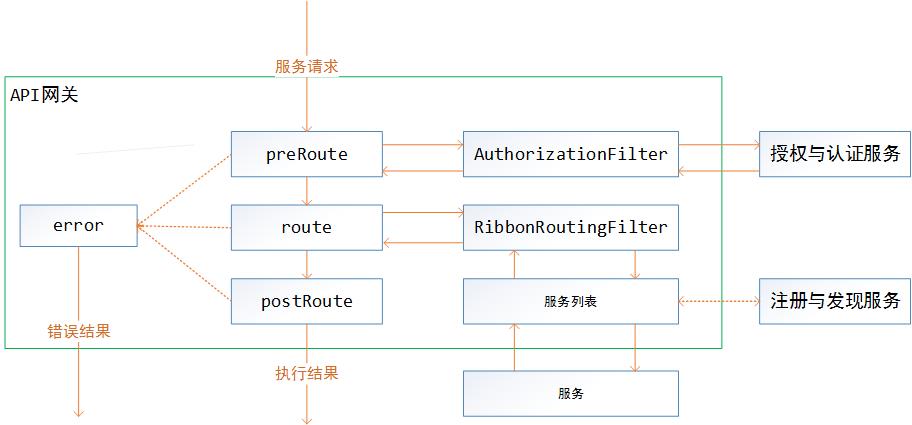 服务请求
API网关
preRoute
AuthorizationFilter
授权与认证服务
error
route
RibbonRoutingFilter
postRoute
服务列表
注册与发现服务
错误结果
执行结果
服务